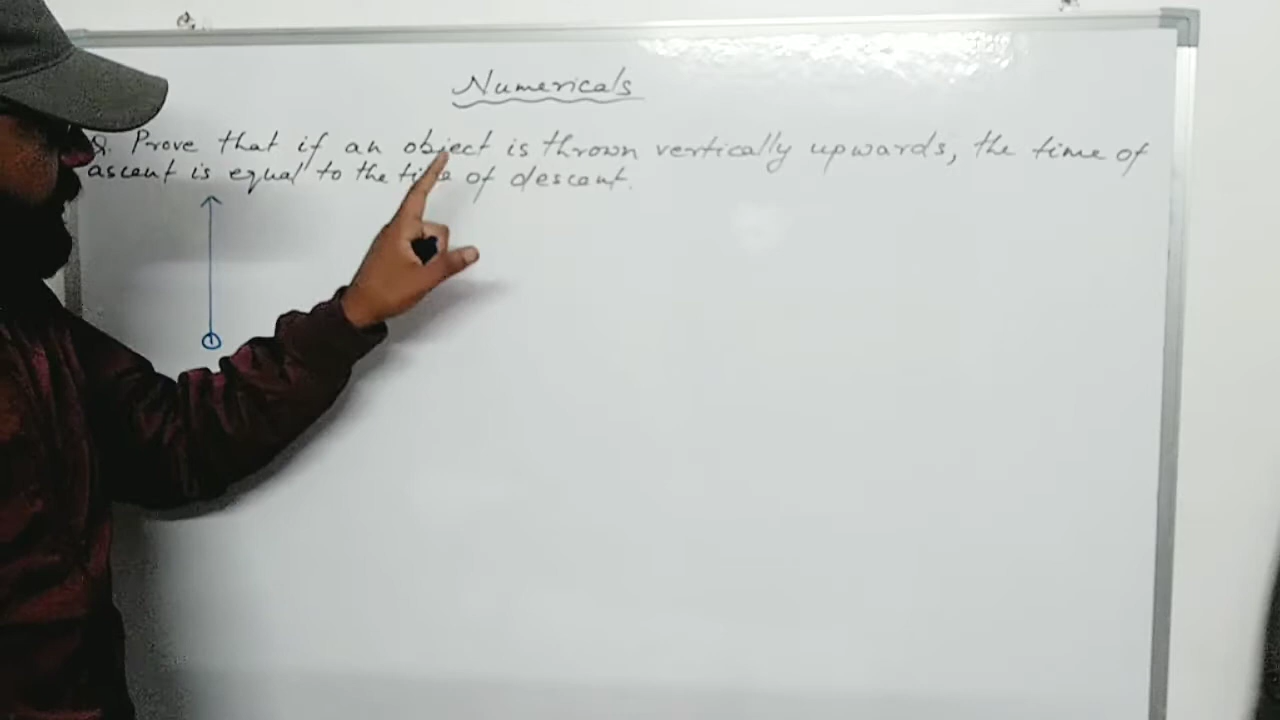 Numericals
Q. Prove that if an object is thrown vertically upwards, the time of
ascent is equal to the time of descent.